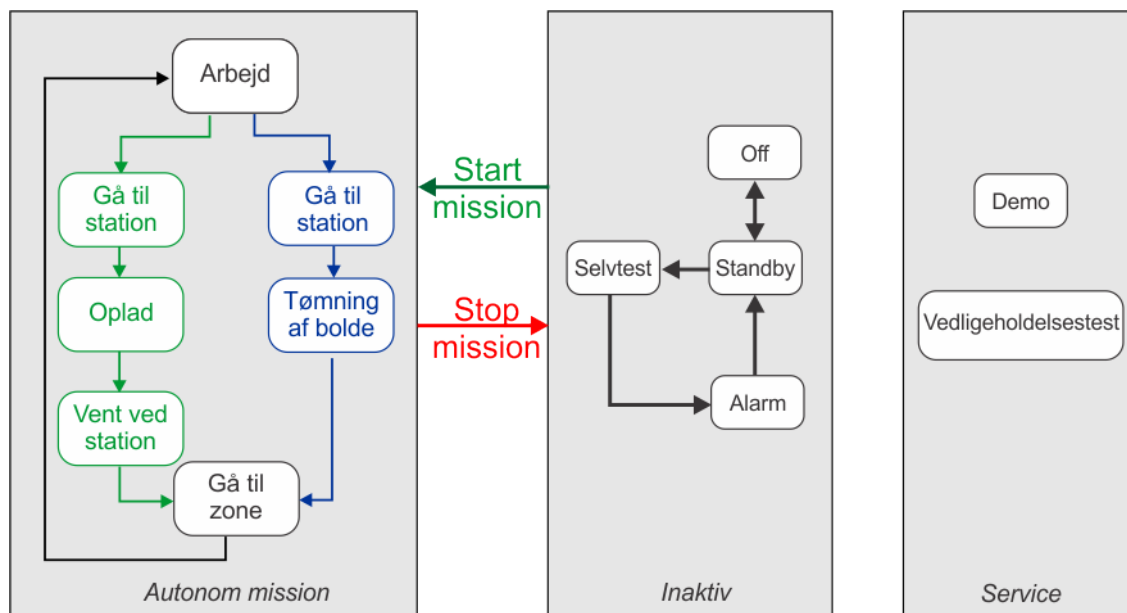 Arbejd
Gå til
station
Gå til
station
Oplad
Tømning
af bolde
Vent ved
station
Gå til
zone
Autonom mission
Start
mission
Stop
mission
Off
Selvtest
Standby
Alarm
Inaktiv
Demo
Vedligeholdelsestest
Service